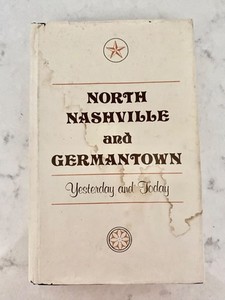 NORTH
NASHVILLE
and
GERMANTOWN
Yesterday and Today